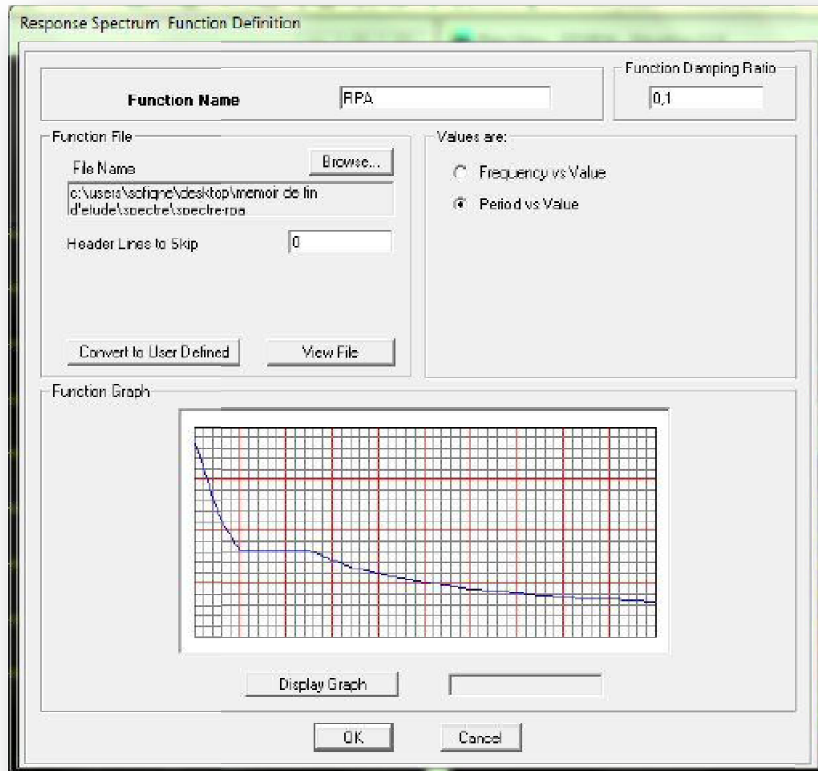 Response Spectrum Function Definition
Function Name
RPA
Function Damping Ratio
0,1
Function File
File Name
Browse...
c:\users\sofigne\desktop\memoir de fin
d'etude\spectre\spectre-rpa
Header Lines to Skip
0
Convert to User Defined
View File
Values are:
Frequency vs Value
Period vs Value
Function Graph
Display Graph
OK
Cancel